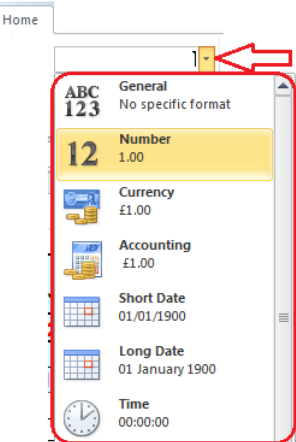 Home
1
ABC
123
General
No specific format
12
Number
1.00
Currency
£1.00
Accounting
£1.00
Short Date
01/01/1900
Long Date
01 January 1900
Time
00:00:00